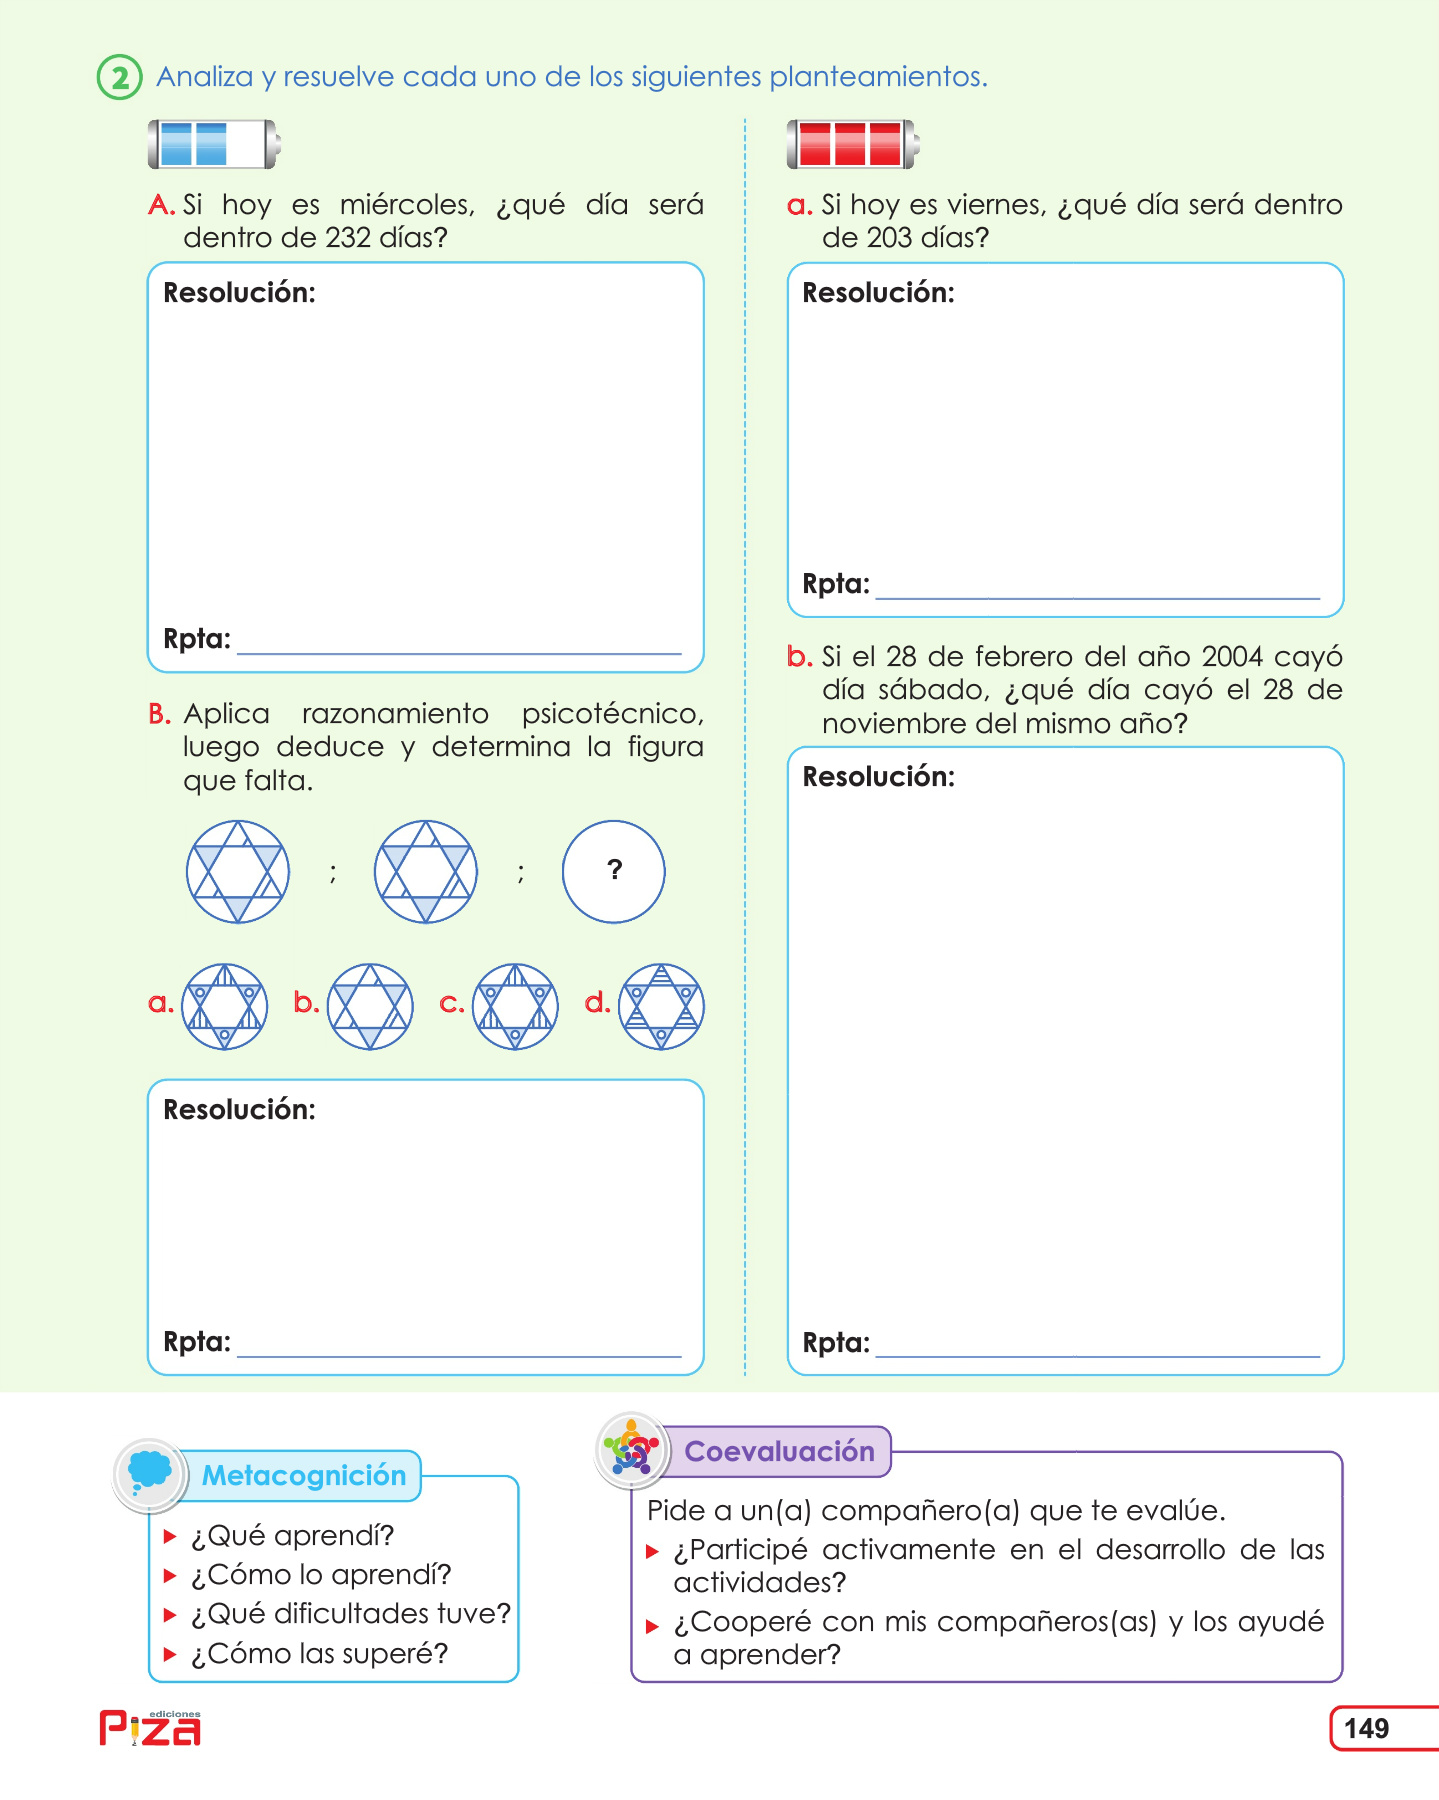 2 Analiza y resuelve cada uno de los siguientes planteamientos.
A. Si hoy es miércoles, ¿qué día será
dentro de 232 días?
Resolución:
Rpta:
B. Aplica razonamiento psicotécnico,
luego deduce y determina la figura
que falta.
; ; ?
a. b. c. d.
Resolución:
Rpta:
a. Si hoy es viernes, ¿qué día será dentro
de 203 días?
Resolución:
Rpta:
b. Si el 28 de febrero del año 2004 cayó
día sábado, ¿qué día cayó el 28 de
noviembre del mismo año?
Resolución:
Rpta:
Metacognición
¿Qué aprendí?
¿Cómo lo aprendí?
¿Qué dificultades tuve?
¿Cómo las superé?
Coevaluación
Pide a un(a) compañero(a) que te evalúe.
¿Participé activamente en el desarrollo de las
actividades?
¿Cooperé con mis compañeros(as) y los ayudé
a aprender?
ediciones
Piza
149